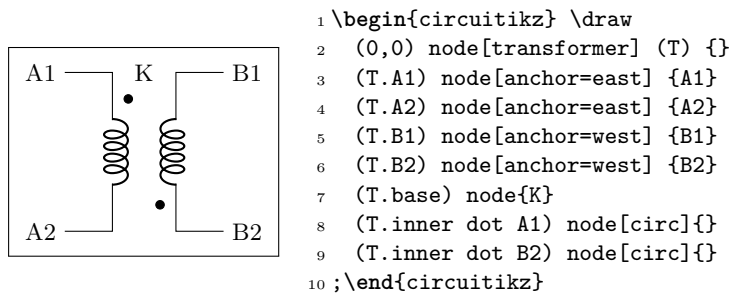 A1 K B1
A2 B2
1 \begin{circuitikz} \draw
2 (0,0) node[transformer] (T) {}
3 (T.A1) node[anchor=east] {A1}
4 (T.A2) node[anchor=east] {A2}
5 (T.B1) node[anchor=west] {B1}
6 (T.B2) node[anchor=west] {B2}
7 (T.base) node{K}
8 (T.inner dot A1) node[circ]{}
9 (T.inner dot B2) node[circ]{}
10 ;\end{circuitikz}